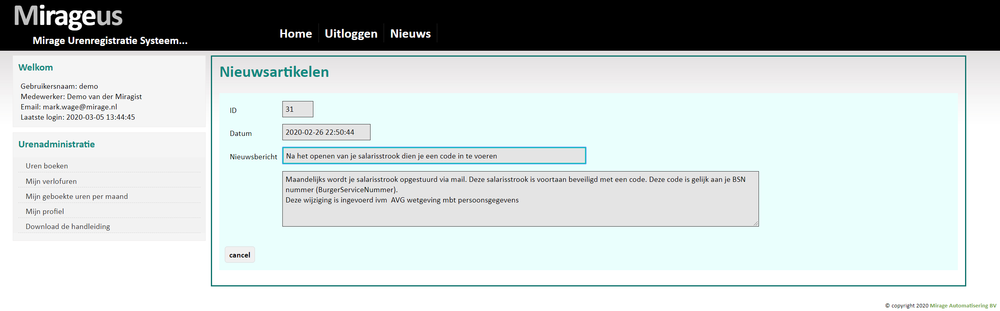 Mirageus
Mirage Urenregistratie Systeem...
Home
Uitloggen
Nieuws
Welkom
Gebruikersnaam: demo
Medewerker: Demo van der Miragist
Email: mark.wage@mirage.nl
Laatste login: 2020-03-05 13:44:45
Urenadministratie
Uren boeken
Mijn verlofuren
Mijn geboekte uren per maand
Mijn profiel
Download de handleiding
Nieuwsartikelen
ID
31
Datum
2020-02-26 22:50:44
Nieuwsbericht
Na het openen van je salarisstrook dien je een code in te voeren
Maandelijks wordt je salarisstrook opgestuurd via mail. Deze salarisstrook is voortaan beveiligd met een code. Deze code is gelijk aan je BSN
nummer (BurgerServiceNummer).
Deze wijziging is ingevoerd ivm  AVG wetgeving mbt persoonsgegevens
cancel
© copyright 2020 Mirage Automatisering BV